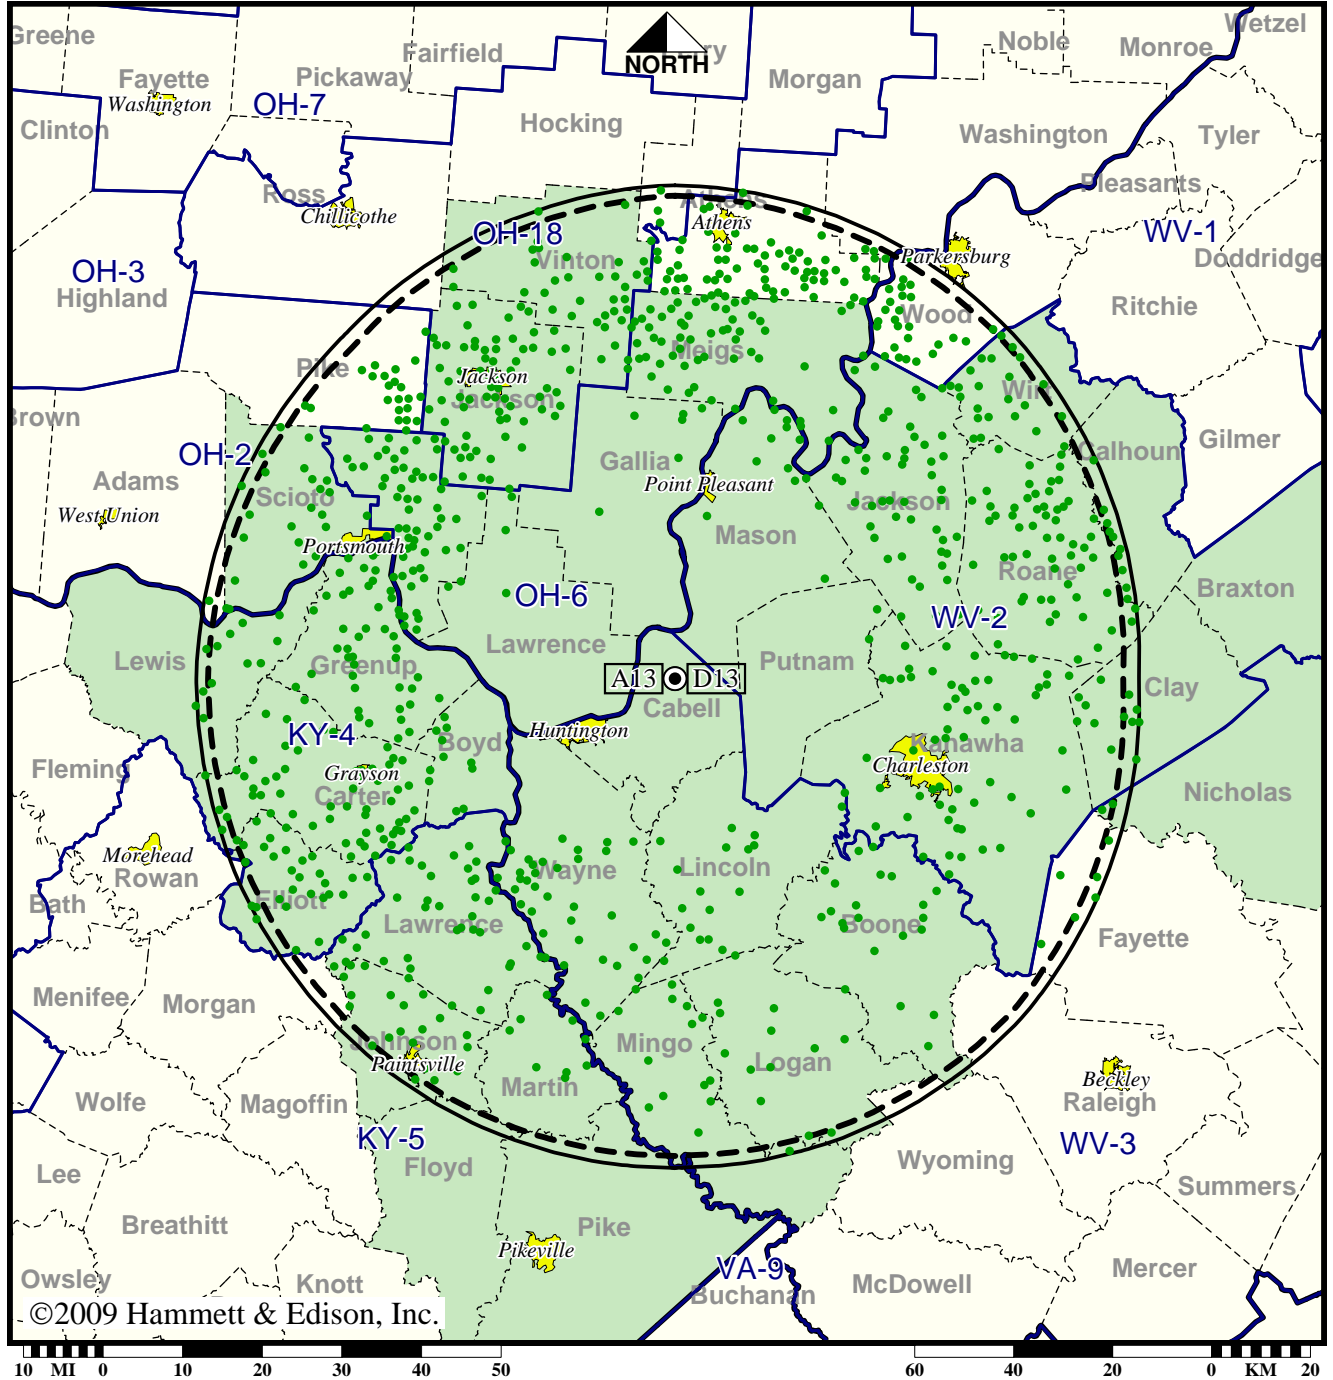 Greene
Fayette
Washington
Clinton
Pickaway
OH-7
Fairfield
NORTH
Hocking
Morgan
Noble
Monroe
Wetzel
Washington
Tyler
Pleasants
Ross
Chillicothe
OH-18
Vinton
Athens
Athens
Parkersburg
WV-1
Doddridge
OH-3
Highland
Ritchie
Wood
Pike
Jackson
Jackson
Meigs
Wirt
Brown
Adams
OH-2
Scioto
Gallia
Point Pleasant
Mason
Jackson
Calhoun
Gilmer
West Union
Portsmouth
Roane
Braxton
OH-6
WV-2
Lewis
Greenup
Lawrence
A13
D13
Cabell
Putnam
Clay
KY-4
Boyd
Huntington
Kanawha
Charleston
Fleming
Grayson
Carter
Nicholas
Morehead
Rowan
Bath
Elliott
Lawrence
Wayne
Lincoln
Boone
Fayette
Menifee
Morgan
Johnson
Paintsville
Mingo
Logan
Martin
Beckley
Raleigh
WV-3
Wolfe
Magoffin
KY-5
Floyd
Lee
Breathitt
Wyoming
Summers
Pike
Pikeville
VA-9
Buchanan
McDowell
Mercer
Owsley
Knott
©2009 Hammett & Edison, Inc.
10 MI 0 10 20 30 40 50
60 40 20 0 KM 20